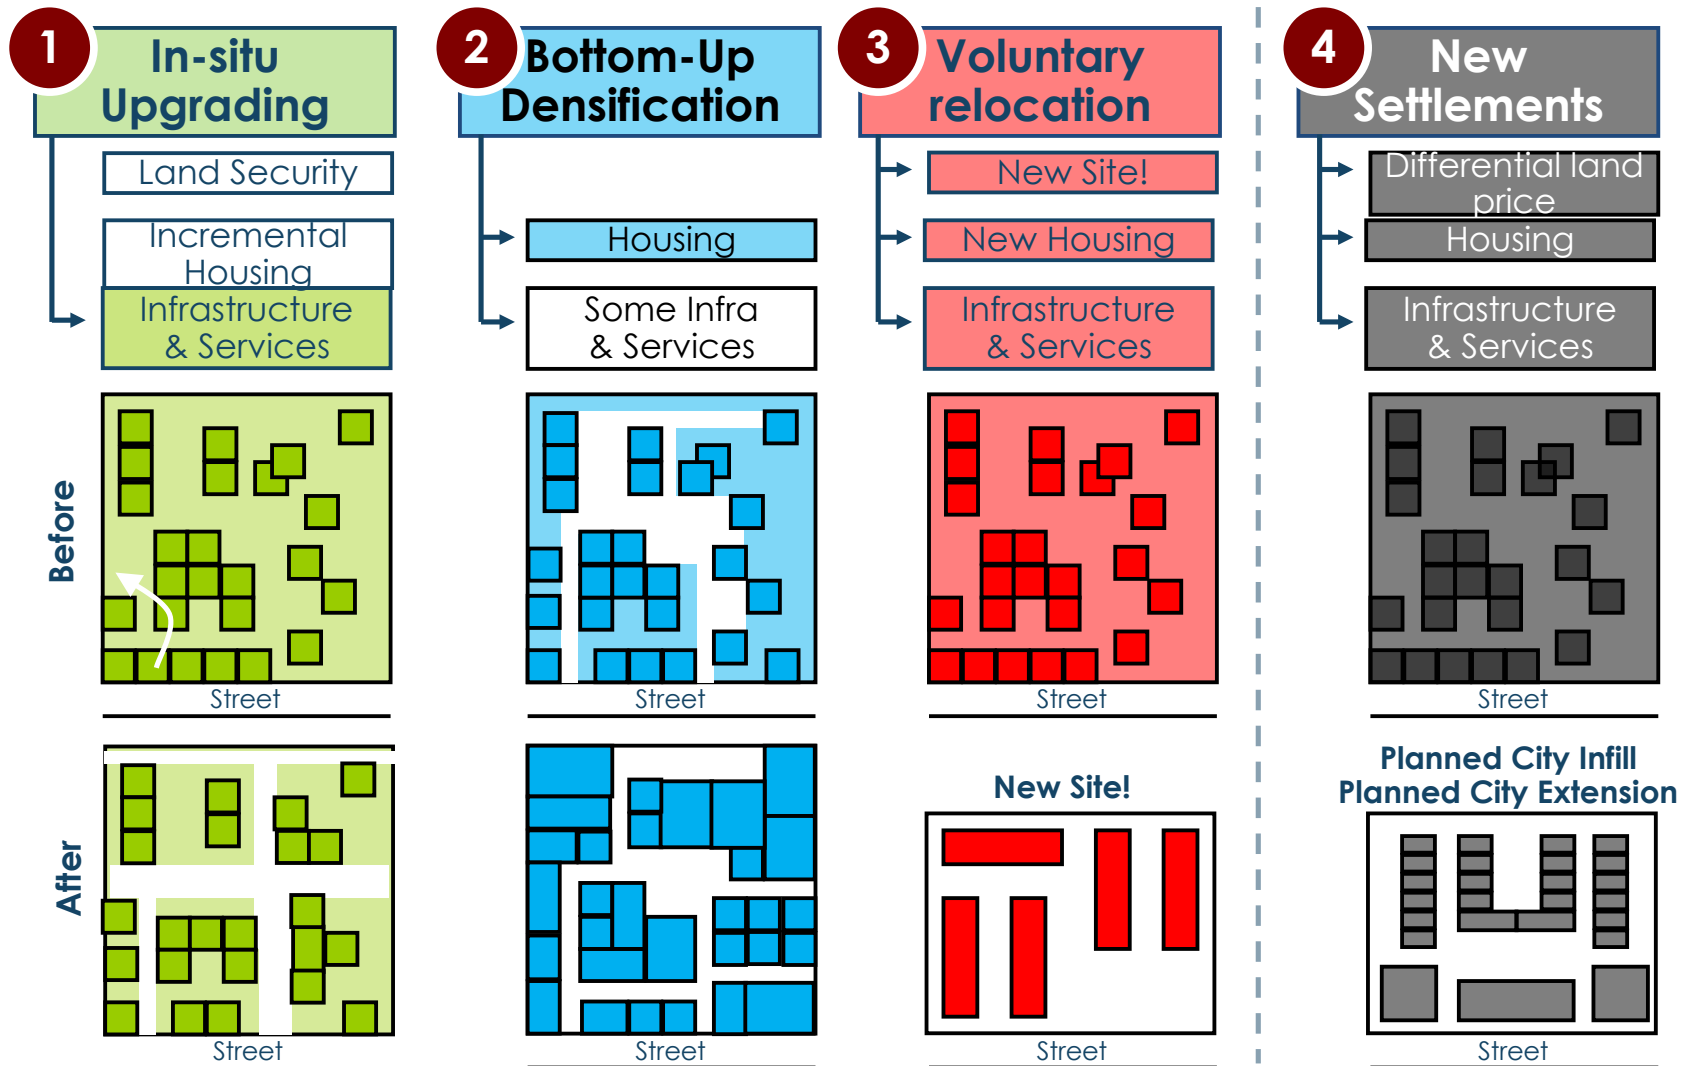 1
In-situ
Upgrading
Land Security
Incremental
Housing
Infrastructure
& Services
2
Bottom-Up
Densification
Housing
Some Infra
& Services
3
Voluntary
relocation
New Site!
New Housing
Infrastructure
& Services
4
New
Settlements
Differential land
price
Housing
Infrastructure
& Services
Before
Street
Street
Street
Street
After
Street
Street
New Site!
Street
Planned City Infill
Planned City Extension
Street